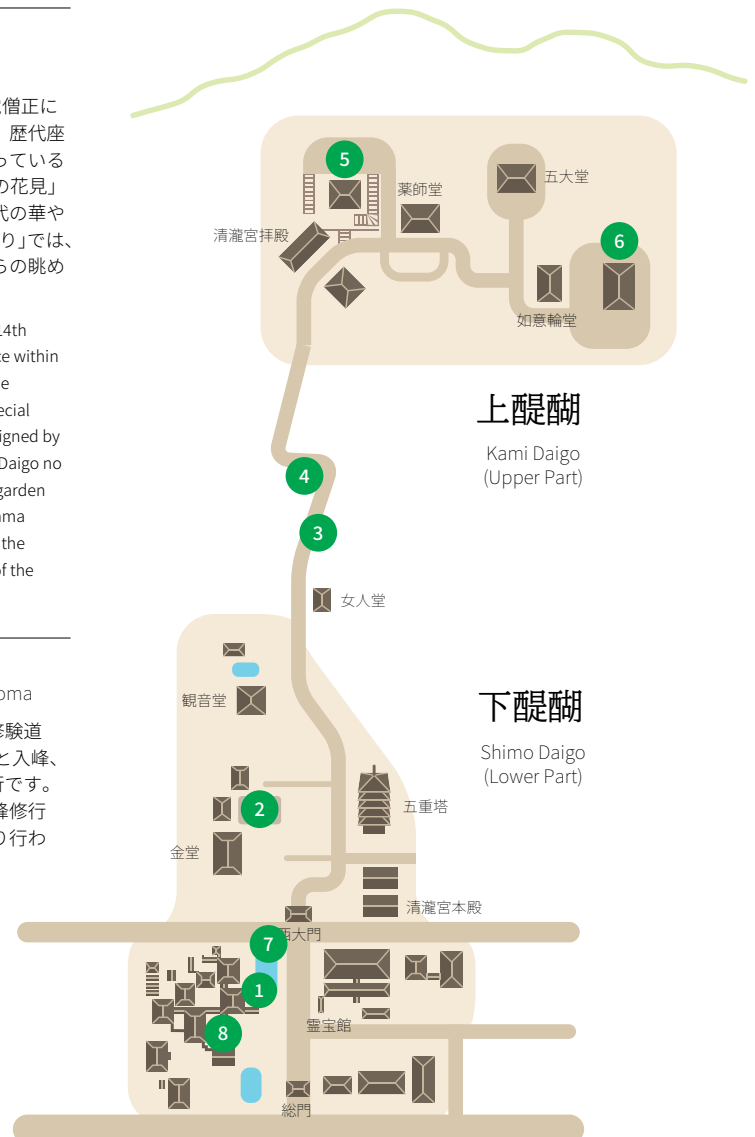 僧正に
歴代座
っている
の花見」
代の華や
り」では、
らの眺め
14th
ce within
e
ecial
igned by
Daigo no
garden
ama
the
of the
oma
修験道
と入峰、
行です。
峰修行
り行わ
5
薬師堂
五大堂
清瀧宮拝殿
6
如意輪堂
上醍醐
Kami Daigo
(Upper Part)
4
3
女人堂
観音堂
下醍醐
Shimo Daigo
(Lower Part)
2
五重塔
金堂
清瀧宮本殿
西大門
7
1
霊宝館
8
総門